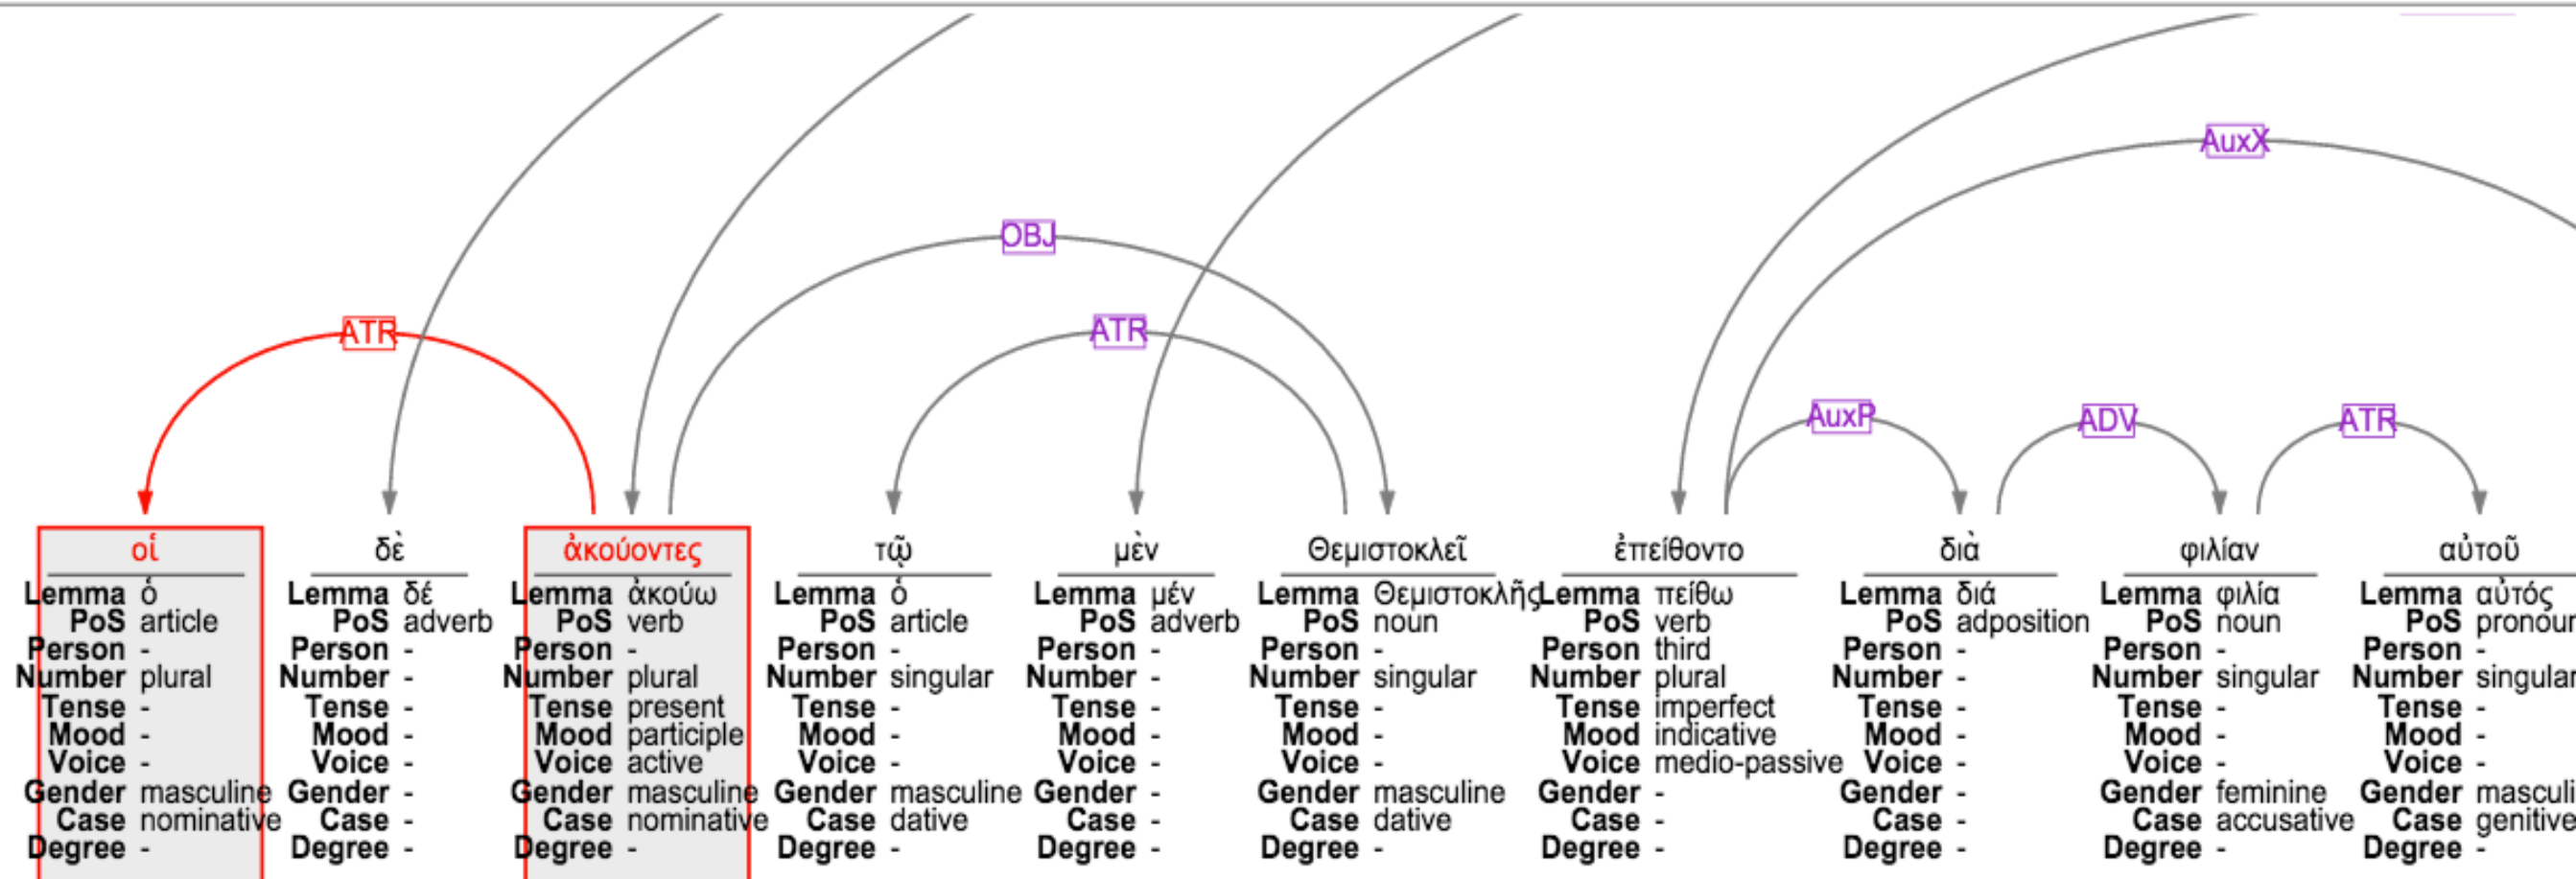 AuxX
OBJ
ATR ATR
AuxP ADV ATR
οἱ δὲ ἀκούοντες τῷ μὲν Θεμιστοκλεῖ ἐπείθοντο διὰ φιλίαν αὐτοῦ
Lemma ὁ Lemma δέ Lemma ἀκούω Lemma ὁ Lemma μέν Lemma Θεμιστοκλῆς Lemma πείθω Lemma διά Lemma φιλία Lemma αὐτός
PoS article PoS adverb PoS verb PoS article PoS adverb PoS noun PoS verb PoS adposition PoS noun PoS pronoun
Person - Person - Person - Person - Person - Person - Person third Person - Person - Person -
Number plural Number - Number plural Number singular Number - Number singular Number plural Number - Number singular Number singular
Tense - Tense - Tense present Tense - Tense - Tense - Tense imperfect Tense - Tense - Tense -
Mood - Mood - Mood participle Mood - Mood - Mood - Mood indicative Mood - Mood - Mood -
Voice - Voice - Voice active Voice - Voice - Voice - Voice medio-passive Voice - Voice - Voice -
Gender masculine Gender - Gender masculine Gender masculine Gender - Gender masculine Gender - Gender - Gender feminine Gender masculi
Case nominative Case - Case nominative Case dative Case - Case dative Case - Case - Case accusative Case genitive
Degree - Degree - Degree - Degree - Degree - Degree - Degree - Degree - Degree - Degree -